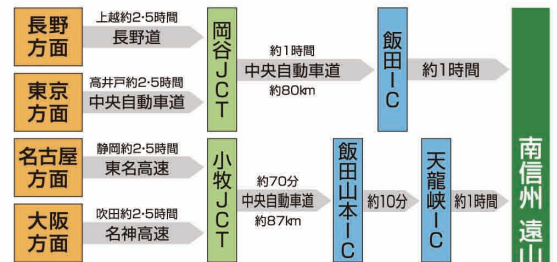 長野方面
上越約2・5時間
長野道
東京方面
高井戸約2・5時間
中央自動車道
岡谷JCT
約1時間
中央自動車道
約80km
飯田IC
約1時間
名古屋方面
静岡約2・5時間
東名高速
大阪方面
吹田約2・5時間
名神高速
小牧JCT
約70分
中央自動車道
約87km
飯田山本IC
約10分
天龍峡IC
約1時間
南信州 遠山